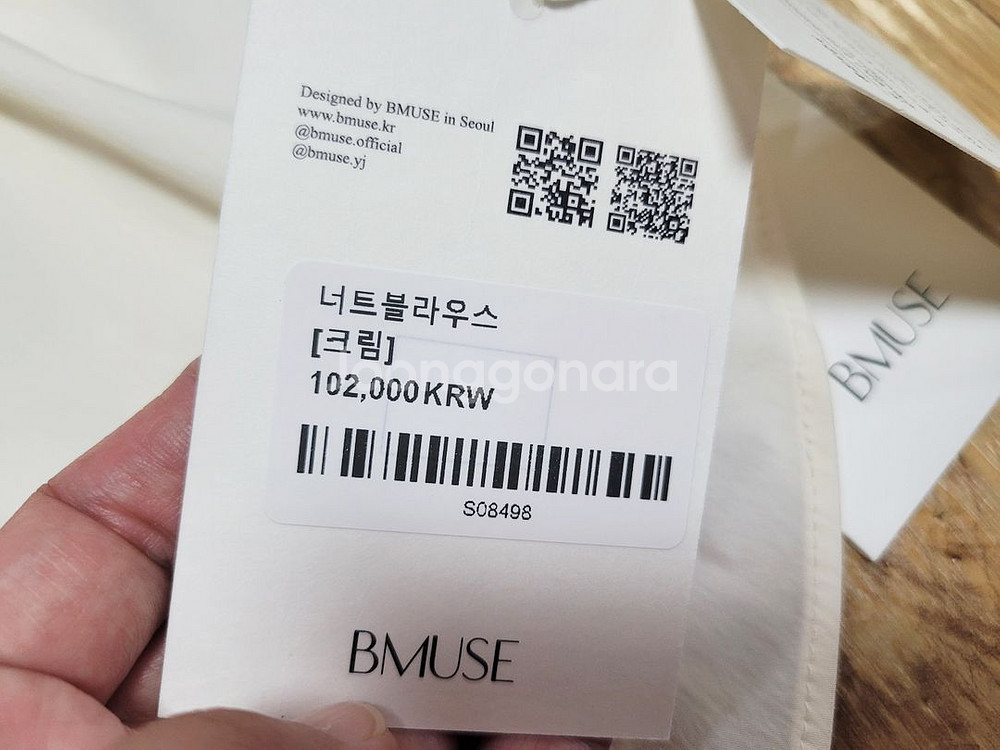 Designed by BMUSE in Seoul
www.bmuse.kr
@bmuse.official
@bmuse.yj
너트블라우스
[크림]
102,000KRW
joongonara
S08498
BMUSE
BMUSE